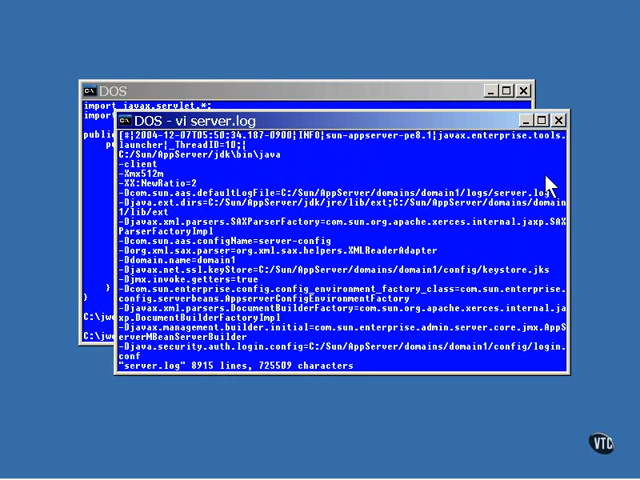 DOS
import javax.servlet.*;
import
public
p
}
}
C:\jwe
C:\jwe
DOS - vi server.log
[#|2004-12-07T05:50:34.187-0900|INFO|sun-appserver-pe8.1|javax.enterprise.tools.
launcher|_ThreadID=10;|
C:/Sun/AppServer/jdk\bin\java
-client
-Xmx512m
-XX:NewRatio=2
-Dcom.sun.aas.defaultLogFile=C:/Sun/AppServer/domains/domain1/logs/server.log
-Djava.ext.dirs=C:/Sun/AppServer/jdk/jre/lib/ext;C:/Sun/AppServer/domains/domain
1/lib/ext
-Djavax.xml.parsers.SAXParserFactory=com.sun.org.apache.xerces.internal.jaxp.SAX
ParserFactoryImpl
-Dcom.sun.aas.configName=server-config
-Dorg.xml.sax.parser=org.xml.sax.helpers.XMLReaderAdapter
-Ddomain.name=domain1
-Djavax.net.ssl.keyStore=C:/Sun/AppServer/domains/domain1/config/keystore.jks
-Djmx.invoke.getters=true
-Dcom.sun.enterprise.config.config_environment_factory_class=com.sun.enterprise.
config.serverbeans.AppserverConfigEnvironmentFactory
-Djavax.xml.parsers.DocumentBuilderFactory=com.sun.org.apache.xerces.internal.ja
xp.DocumentBuilderFactoryImpl
-Djavax.management.builder.initial=com.sun.enterprise.admin.server.core.jmx.AppS
erverMBeanServerBuilder
-Djava.security.auth.login.config=C:/Sun/AppServer/domains/domain1/config/login.
conf
"server.log" 8915 lines, 725509 characters
VTC